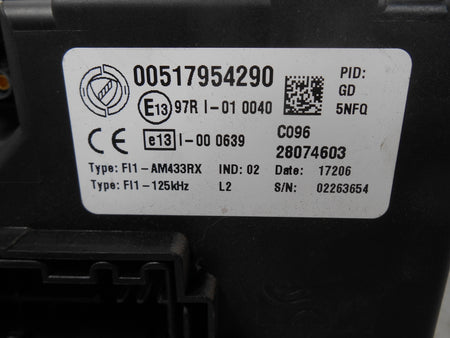 00517954290
PID:
GD
5NFQ
E13 97R I-01 0040
CE e13 I-00 0639
C096
28074603
Type: FI1-AM433RX IND: 02 Date: 17206
Type: FI1-125kHz L2 S/N: 02263654